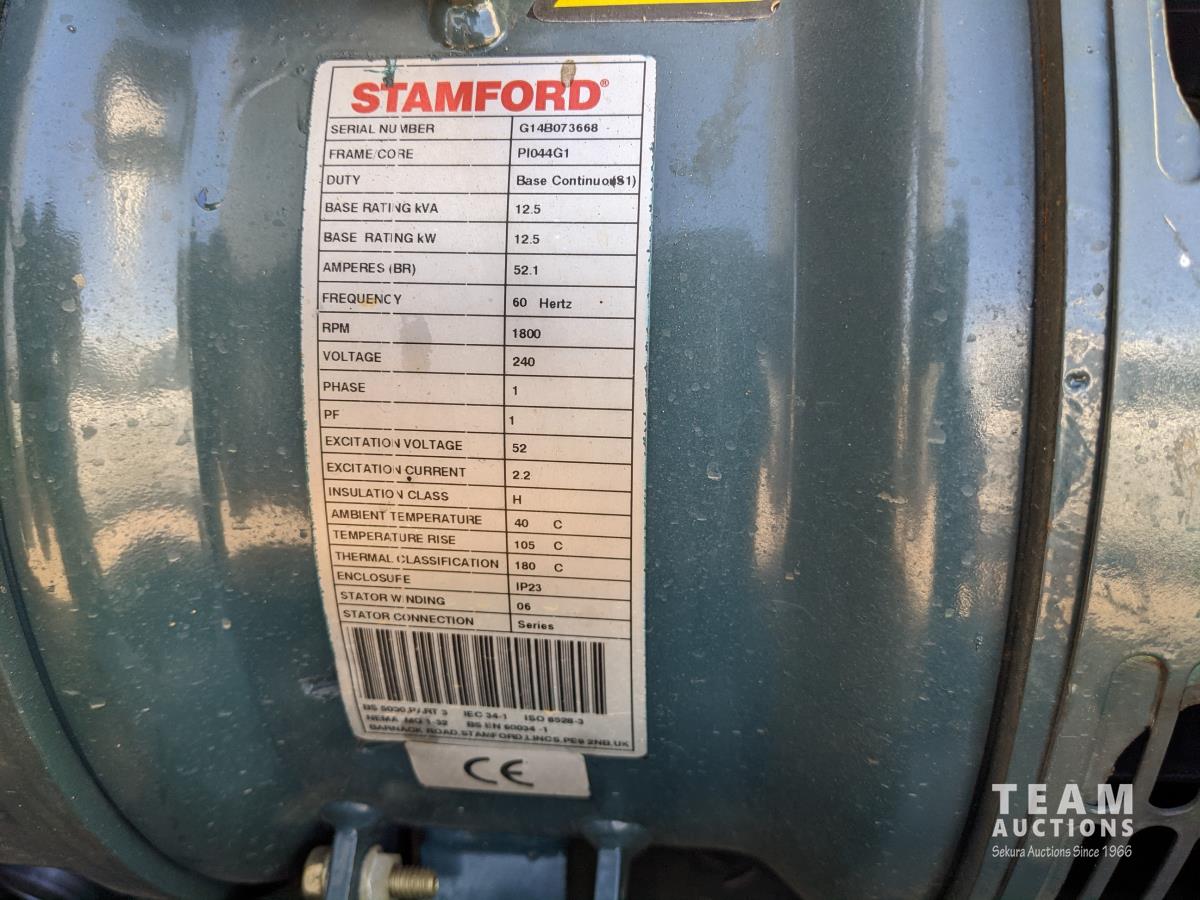 STAMFORD®
SERIAL NUMBER G14B073668
FRAME/CORE PI044G1
DUTY Base Continuo(S1)
BASE RATING kVA 12.5
BASE RATING kW 12.5
AMPERES (BR) 52.1
FREQUENCY 60 Hertz
RPM 1800
VOLTAGE 240
PHASE 1
PF 1
EXCITATION VOLTAGE 52
EXCITATION CURRENT 2.2
INSULATION CLASS H
AMBIENT TEMPERATURE 40 C
TEMPERATURE RISE 105 C
THERMAL CLASSIFICATION 180 C
ENCLOSURE IP23
STATOR WINDING 06
STATOR CONNECTION Series
BS 5000 PART 3 IEC 34-1 ISO 8528-3
NEMA MG 1-32 BS EN 60034 -1
BARNACK ROAD, STAMFORD, LINCS, PE9 2NB, UK
CE
TEAM
AUCTIONS
Sekura Auctions Since 1966